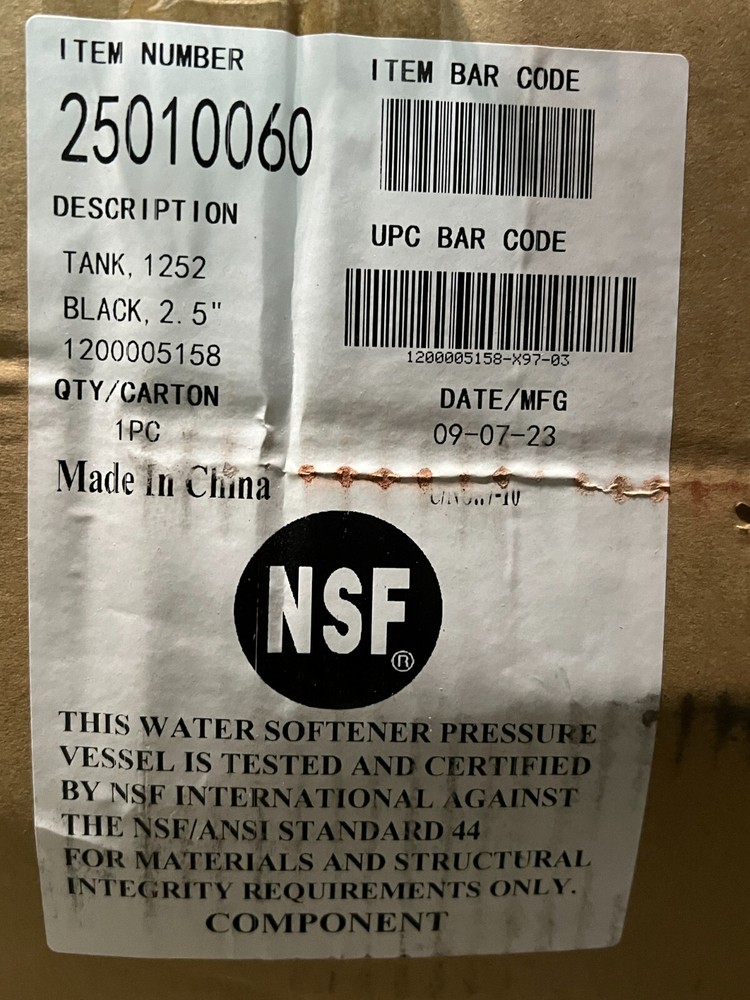 ITEM NUMBER
25010060
DESCRIPTION
TANK, 1252
BLACK, 2.5"
1200005158
QTY/CARTON
1PC
Made In China
ITEM BAR CODE
UPC BAR CODE
1200005158-X97-03
DATE/MFG
09-07-23
NSF®
THIS WATER SOFTENER PRESSURE
VESSEL IS TESTED AND CERTIFIED
BY NSF INTERNATIONAL AGAINST
THE NSF/ANSI STANDARD 44
FOR MATERIALS AND STRUCTURAL
INTEGRITY REQUIREMENTS ONLY.
COMPONENT